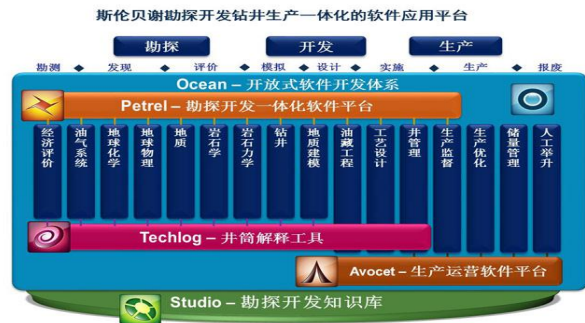 斯伦贝谢勘探开发钻井生产一体化的软件应用平台
勘探 开发 生产
勘测 ◆ 发现 ◆ 评价 ◆ 模拟 ◆ 设计 ◆ 实施 ◆ 生产 ◆ 报废
Ocean – 开放式软件开发体系
Petrel – 勘探开发一体化软件平台
经济评价
油气系统
地球化学
地球物理
地质
岩石学
岩石力学
钻井
地质建模
油藏工程
工艺设计
井管理
生产监督
生产优化
储量管理
人工举升
Techlog – 井筒解释工具
Avocet – 生产运营软件平台
Studio – 勘探开发知识库